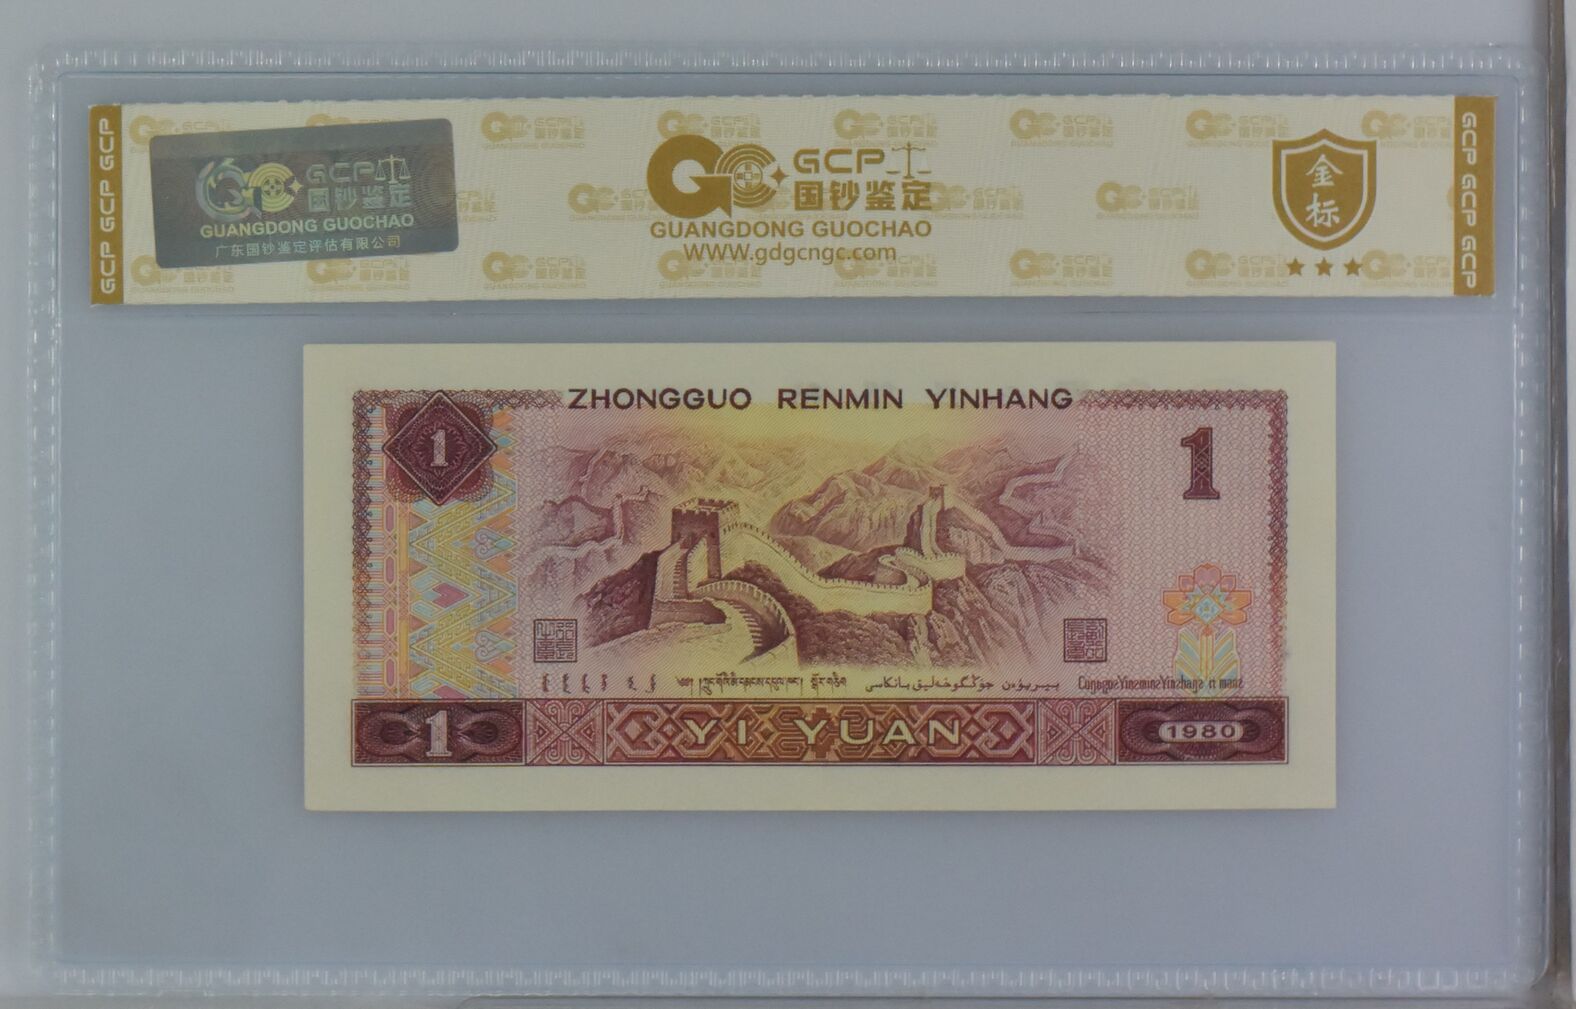 GCP GCP GCP
GCP 国钞鉴定
GUANGDONG GUOCHAO
广东国钞鉴定评估有限公司
GCP
国钞鉴定
GUANGDONG GUOCHAO
WWW.gdgcngc.com
金标
GCP GCP GCP
ZHONGGUO RENMIN YINHANG
1
1
1
YI YUAN
1980